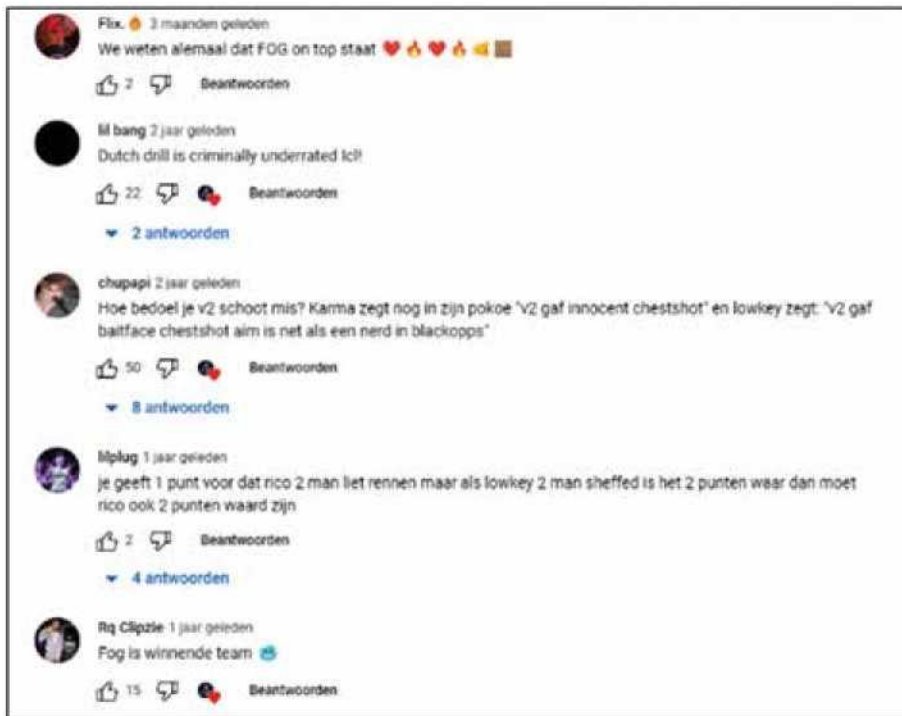 Flix. 🔥 3 maanden geleden
We weten alemaal dat FOG on top staat ❤️🔥❤️🔥🤙🏽🟫
2 Beantwoorden
lil bang 2 jaar geleden
Dutch drill is criminally underrated lcl!
22 Beantwoorden
2 antwoorden
chupapi 2 jaar geleden
Hoe bedoel je v2 schoot mis? Karma zegt nog in zijn pokoe "v2 gaf innocent chestshot" en lowkey zegt: "v2 gaf
baitface chestshot aim is net als een nerd in blackopps"
50 Beantwoorden
8 antwoorden
lilplug 1 jaar geleden
je geeft 1 punt voor dat rico 2 man liet rennen maar als lowkey 2 man sheffed is het 2 punten waar dan moet
rico ook 2 punten waard zijn
2 Beantwoorden
4 antwoorden
Rq Clipzie 1 jaar geleden
Fog is winnende team 🥶
15 Beantwoorden